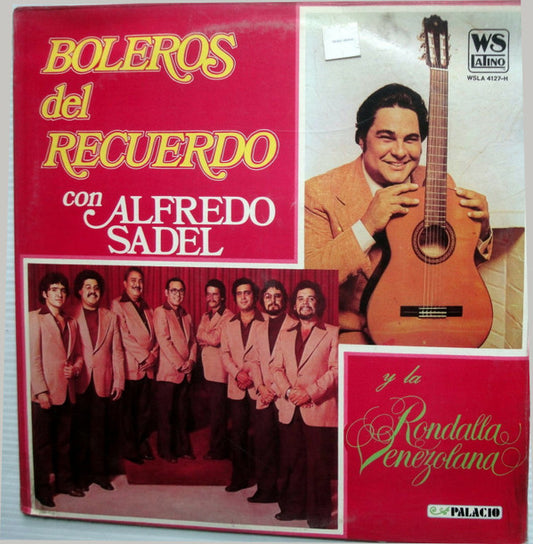 BOLEROS
del
RECUERDO
con ALFREDO
SADEL
WS
LATINO
WSLA 4127-H
y la
Rondalla
Venezolana
PALACIO